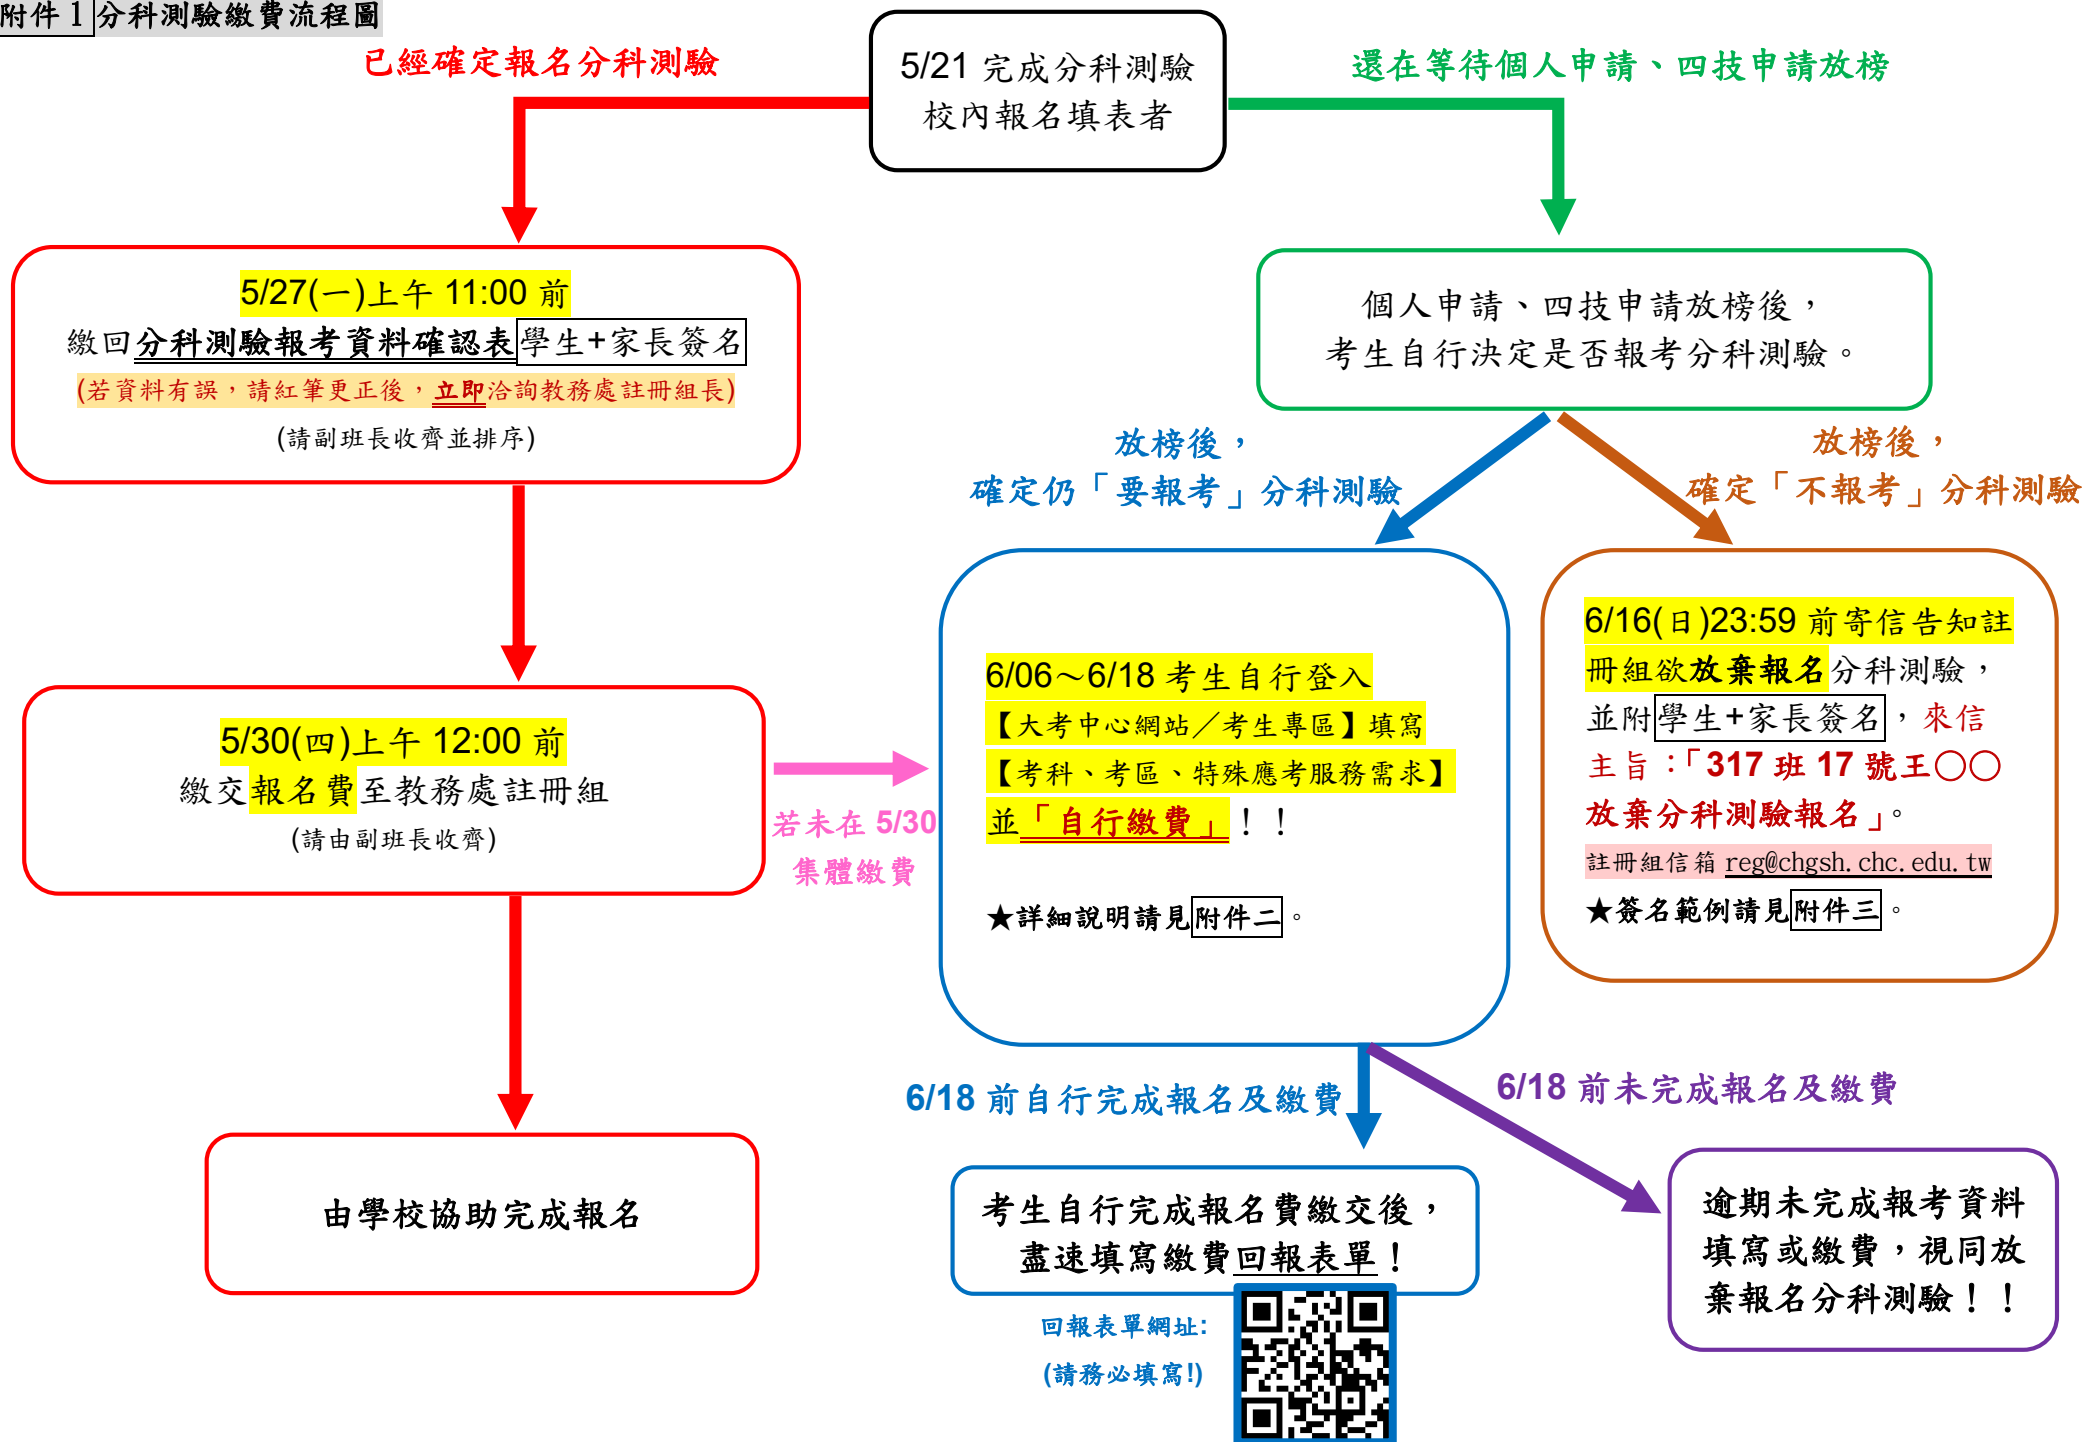 附件 1 分科測驗繳費流程圖
已經確定報名分科測驗
5/21 完成分科測驗
校內報名填表者
還在等待個人申請、四技申請放榜
5/27(一)上午 11:00 前
繳回分科測驗報考資料確認表學生+家長簽名
(若資料有誤，請紅筆更正後，立即洽詢教務處註冊組長)
(請副班長收齊並排序)
個人申請、四技申請放榜後，
考生自行決定是否報考分科測驗。
放榜後，
確定仍「要報考」分科測驗
放榜後，
確定「不報考」分科測驗
5/30(四)上午 12:00 前
繳交報名費至教務處註冊組
(請由副班長收齊)
若未在 5/30
集體繳費
6/06～6/18 考生自行登入
【大考中心網站／考生專區】填寫
【考科、考區、特殊應考服務需求】
並「自行繳費」！！
★詳細說明請見附件二。
6/16(日)23:59 前寄信告知註
冊組欲放棄報名分科測驗，
並附學生+家長簽名，來信
主旨：「317 班 17 號王○○
放棄分科測驗報名」。
註冊組信箱 reg@chgsh.chc.edu.tw
★簽名範例請見附件三。
6/18 前自行完成報名及繳費
6/18 前未完成報名及繳費
由學校協助完成報名
考生自行完成報名費繳交後，
盡速填寫繳費回報表單！
回報表單網址:
(請務必填寫!)
逾期未完成報考資料
填寫或繳費，視同放
棄報名分科測驗！！